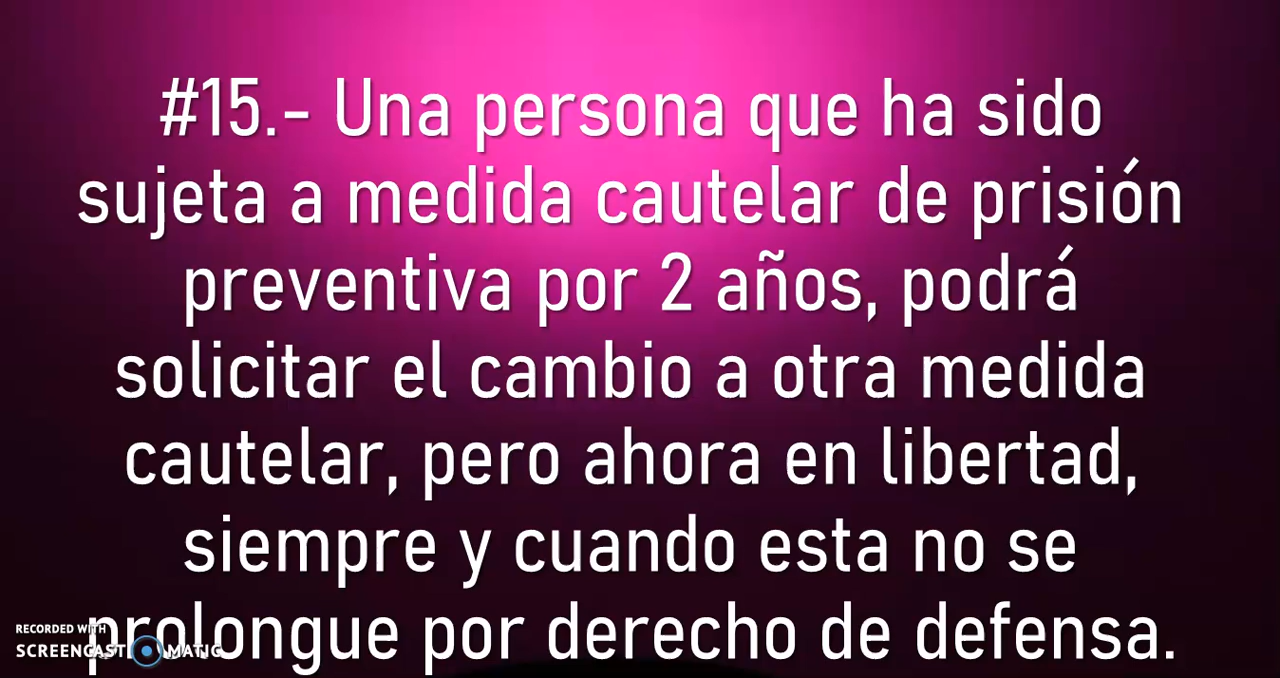 #15.- Una persona que ha sido
sujeta a medida cautelar de prisión
preventiva por 2 años, podrá
solicitar el cambio a otra medida
cautelar, pero ahora en libertad,
siempre y cuando esta no se
prolongue por derecho de defensa.
RECORDED WITH
SCREENCAST MATIC